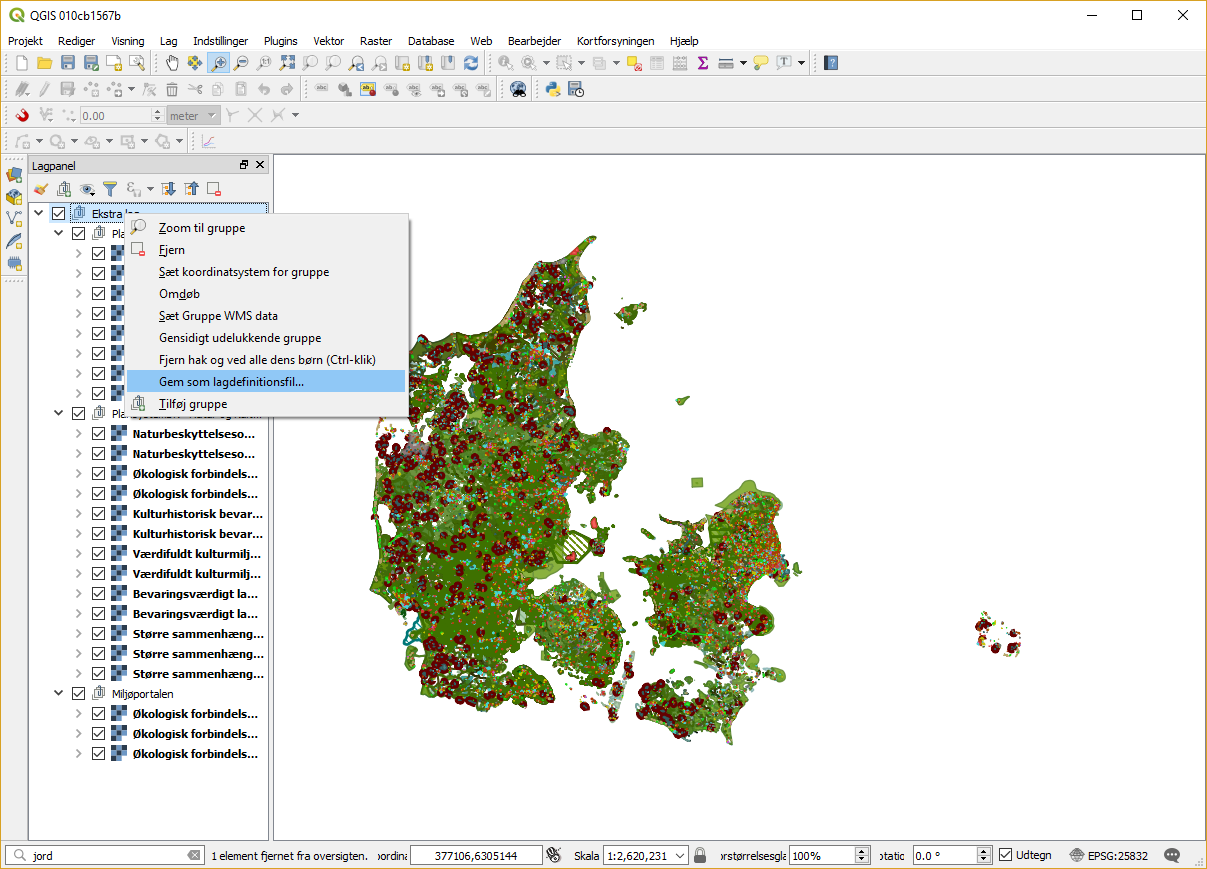 QGIS 010cb1567b
Projekt Rediger Visning Lag Indstillinger Plugins Vektor Raster Database Web Bearbejder Kortforsyningen Hjælp
0.00 meter
Lagpanel
Ekstra
Zoom til gruppe
Fjern
Sæt koordinatsystem for gruppe
Omdøb
Sæt Gruppe WMS data
Gensidigt udelukkende gruppe
Fjern hak og ved alle dens børn (Ctrl-klik)
Gem som lagdefinitionsfil...
Tilføj gruppe
Naturbeskyttelseso...
Naturbeskyttelseso...
Økologisk forbindels...
Økologisk forbindels...
Kulturhistorisk bevar...
Kulturhistorisk bevar...
Værdifuldt kulturmilj...
Værdifuldt kulturmilj...
Bevaringsværdigt la...
Bevaringsværdigt la...
Større sammenhæng...
Større sammenhæng...
Større sammenhæng...
Miljøportalen
Økologisk forbindels...
Økologisk forbindels...
Økologisk forbindels...
jord 1 element fjernet fra oversigten. oordina 377106,6305144 Skala 1:2,620,231 orstørrelsesgla 100% otatic 0.0 ° Udtegn EPSG:25832